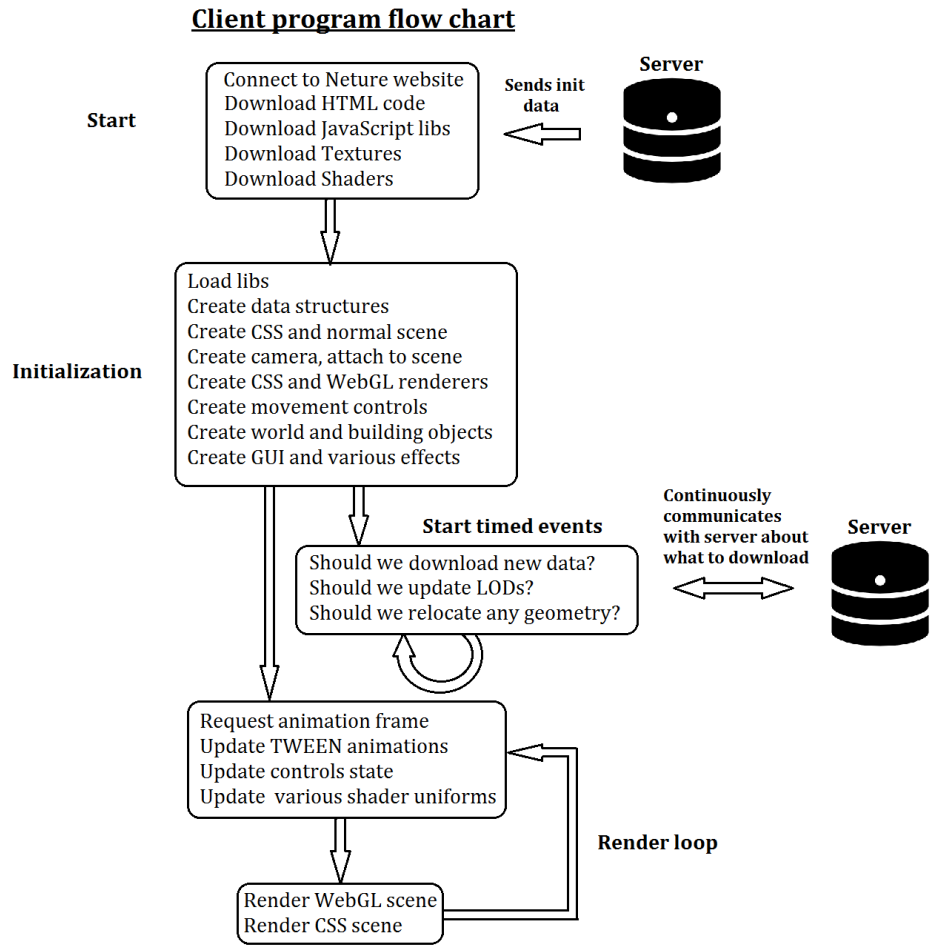 Client program flow chart
Start
Connect to Neture website
Download HTML code
Download JavaScript libs
Download Textures
Download Shaders
Sends init
data
Server
Initialization
Load libs
Create data structures
Create CSS and normal scene
Create camera, attach to scene
Create CSS and WebGL renderers
Create movement controls
Create world and building objects
Create GUI and various effects
Start timed events
Should we download new data?
Should we update LODs?
Should we relocate any geometry?
Continuously
communicates
with server about
what to download
Server
Request animation frame
Update TWEEN animations
Update controls state
Update various shader uniforms
Render loop
Render WebGL scene
Render CSS scene